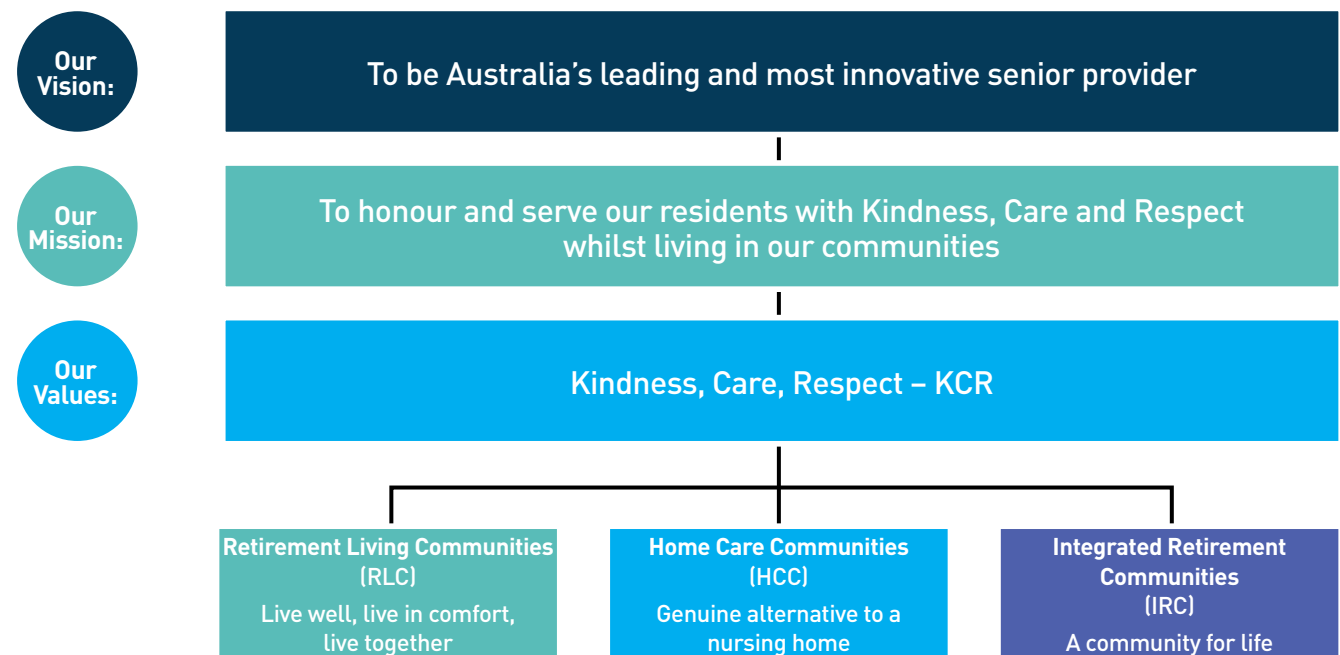 Our
Vision:
To be Australia’s leading and most innovative senior provider
Our
Mission:
To honour and serve our residents with Kindness, Care and Respect
whilst living in our communities
Our
Values:
Kindness, Care, Respect – KCR
Retirement Living Communities
(RLC)
Live well, live in comfort,
live together
Home Care Communities
(HCC)
Genuine alternative to a
nursing home
Integrated Retirement
Communities
(IRC)
A community for life